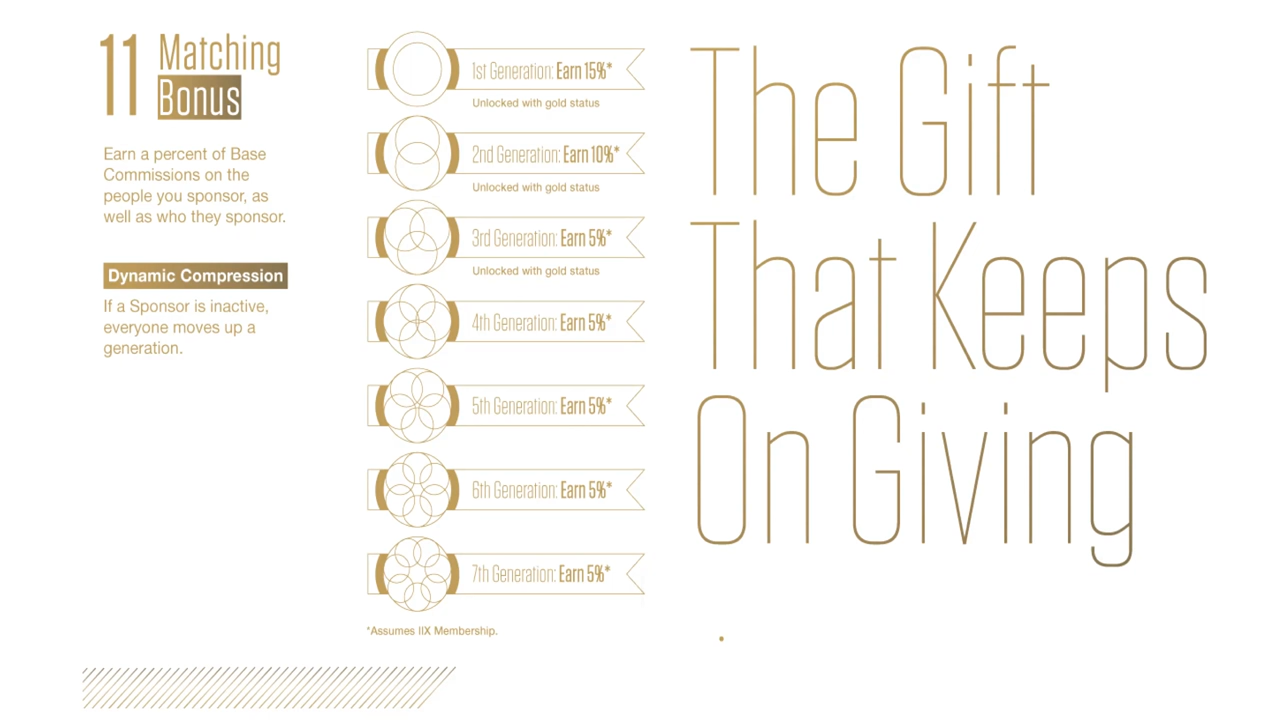 11 Matching
Bonus
Earn a percent of Base
Commissions on the
people you sponsor, as
well as who they sponsor.
Dynamic Compression
If a Sponsor is inactive,
everyone moves up a
generation.
1st Generation: Earn 15%*
Unlocked with gold status
2nd Generation: Earn 10%*
Unlocked with gold status
3rd Generation: Earn 5%*
Unlocked with gold status
4th Generation: Earn 5%*
5th Generation: Earn 5%*
6th Generation: Earn 5%*
7th Generation: Earn 5%*
*Assumes IIX Membership.
The Gift
That Keeps
On Giving